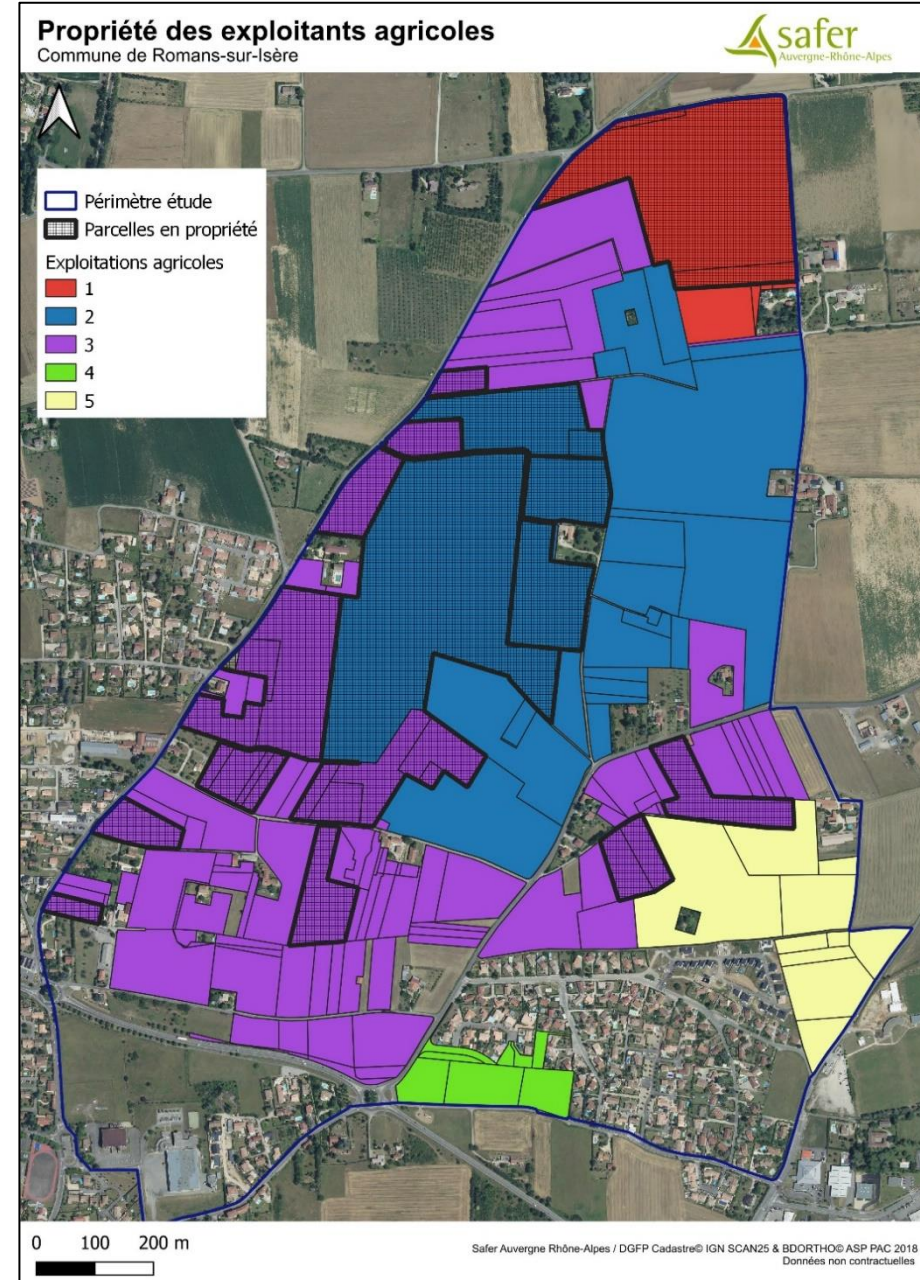 Propriété des exploitants agricoles
Commune de Romans-sur-Isère
safer
Auvergne-Rhône-Alpes
Périmètre étude
Parcelles en propriété
Exploitations agricoles
1
2
3
4
5
0 100 200 m
Safer Auvergne Rhône-Alpes / DGFP Cadastre© IGN SCAN25 & BDORTHO© ASP PAC 2018
Données non contractuelles